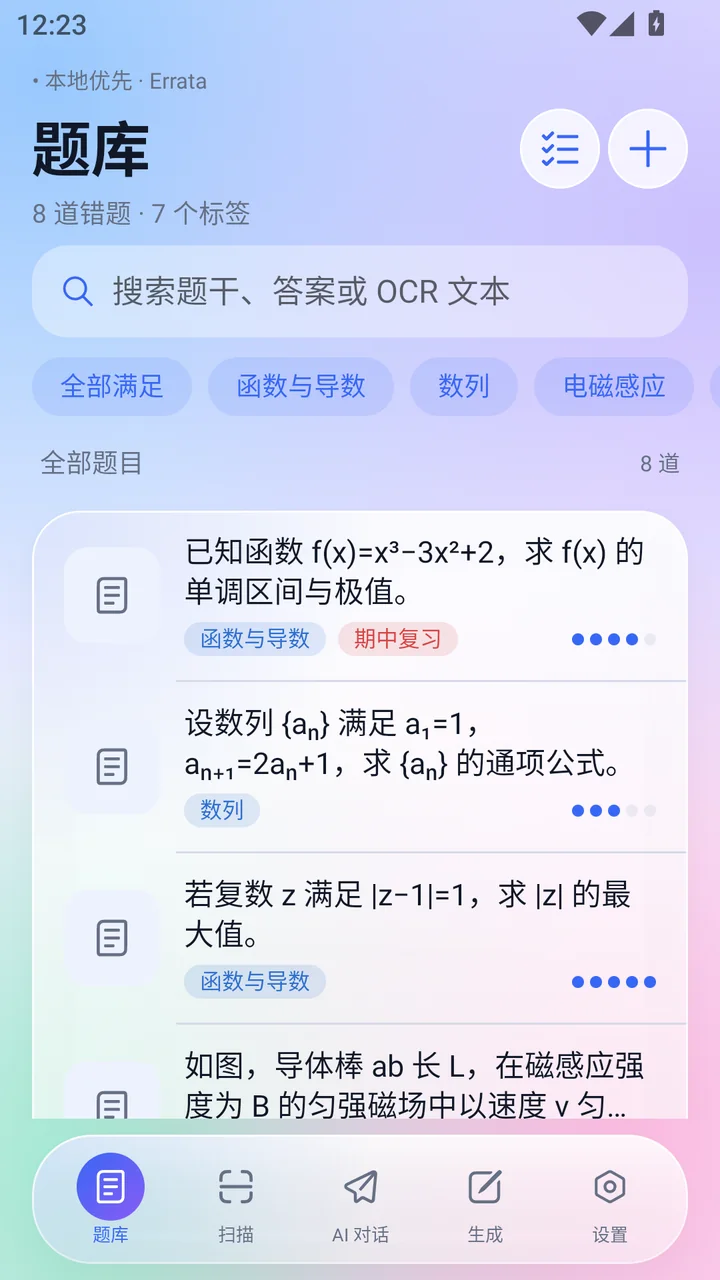 12:23
• 本地优先 · Errata
题库
8 道错题 · 7 个标签
搜索题干、答案或 OCR 文本
全部满足
函数与导数
数列
电磁感应
全部题目
8 道
已知函数 f(x)=x³−3x²+2，求 f(x) 的
单调区间与极值。
函数与导数
期中复习
设数列 {aₙ} 满足 a₁=1，
aₙ₊₁=2aₙ+1，求 {aₙ} 的通项公式。
数列
若复数 z 满足 |z−1|=1，求 |z| 的最
大值。
函数与导数
如图，导体棒 ab 长 L，在磁感应强
度为 B 的匀强磁场中以速度 v 匀…
题库
扫描
AI 对话
生成
设置